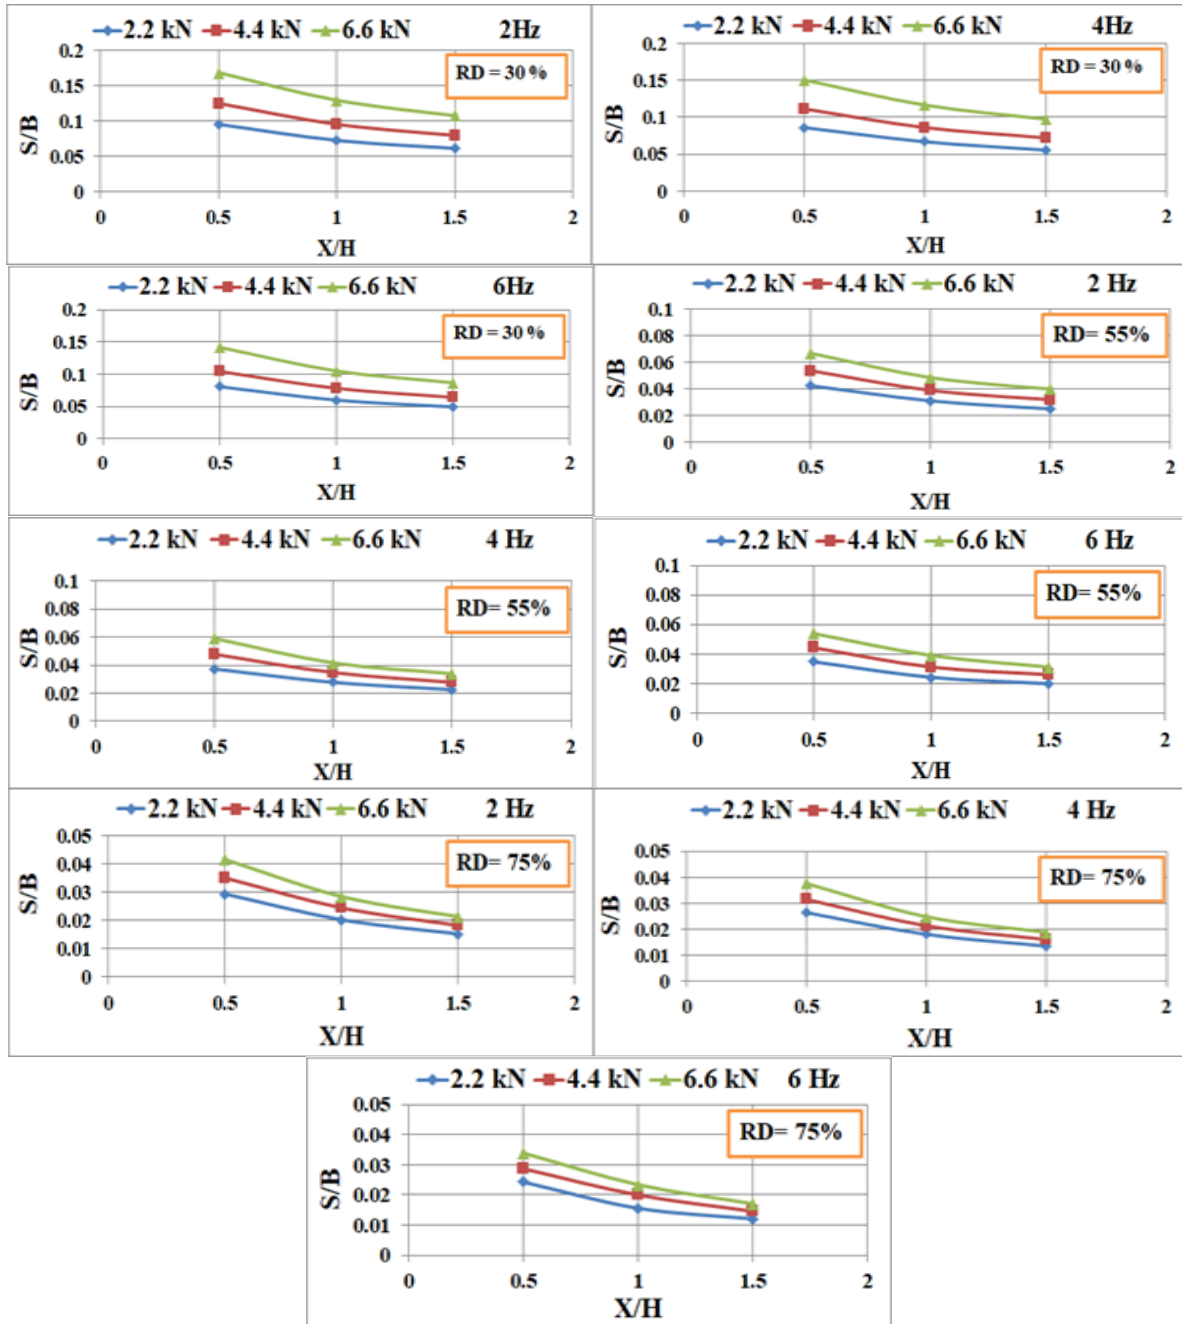 2.2 kN 4.4 kN 6.6 kN 2Hz
RD = 30 %
0.2
0.15
0.1
0.05
0
S/B
0 0.5 1 1.5 2
X/H
2.2 kN 4.4 kN 6.6 kN 4Hz
RD = 30 %
0.2
0.15
0.1
0.05
0
S/B
0 0.5 1 1.5 2
X/H
2.2 kN 4.4 kN 6.6 kN 6Hz
RD = 30 %
0.2
0.15
0.1
0.05
0
S/B
0 0.5 1 1.5 2
X/H
2.2 kN 4.4 kN 6.6 kN 2 Hz
RD= 55%
0.1
0.08
0.06
0.04
0.02
0
S/B
0 0.5 1 1.5 2
X/H
2.2 kN 4.4 kN 6.6 kN 4 Hz
RD= 55%
0.1
0.08
0.06
0.04
0.02
0
S/B
0 0.5 1 1.5 2
X/H
2.2 kN 4.4 kN 6.6 kN 6 Hz
RD= 55%
0.1
0.08
0.06
0.04
0.02
0
S/B
0 0.5 1 1.5 2
X/H
2.2 kN 4.4 kN 6.6 kN 2 Hz
RD= 75%
0.05
0.04
0.03
0.02
0.01
0
S/B
0 0.5 1 1.5 2
X/H
2.2 kN 4.4 kN 6.6 kN 4 Hz
RD= 75%
0.05
0.04
0.03
0.02
0.01
0
S/B
0 0.5 1 1.5 2
X/H
2.2 kN 4.4 kN 6.6 kN 6 Hz
RD= 75%
0.05
0.04
0.03
0.02
0.01
0
S/B
0 0.5 1 1.5 2
X/H